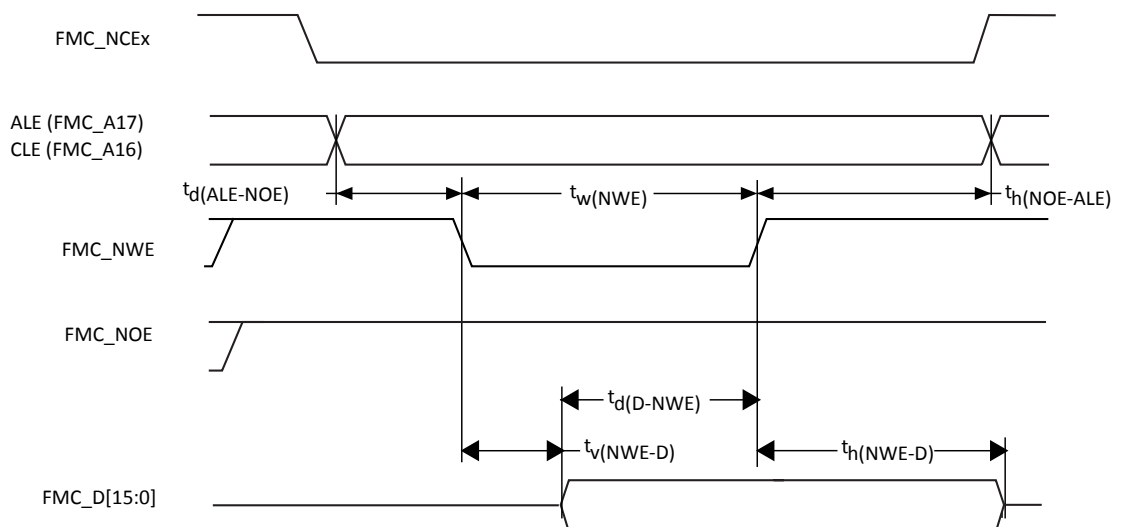 FMC_NCEx
ALE (FMC_A17)
CLE (FMC_A16)
td(ALE-NOE)
tw(NWE)
th(NOE-ALE)
FMC_NWE
FMC_NOE
td(D-NWE)
tv(NWE-D)
th(NWE-D)
FMC_D[15:0]